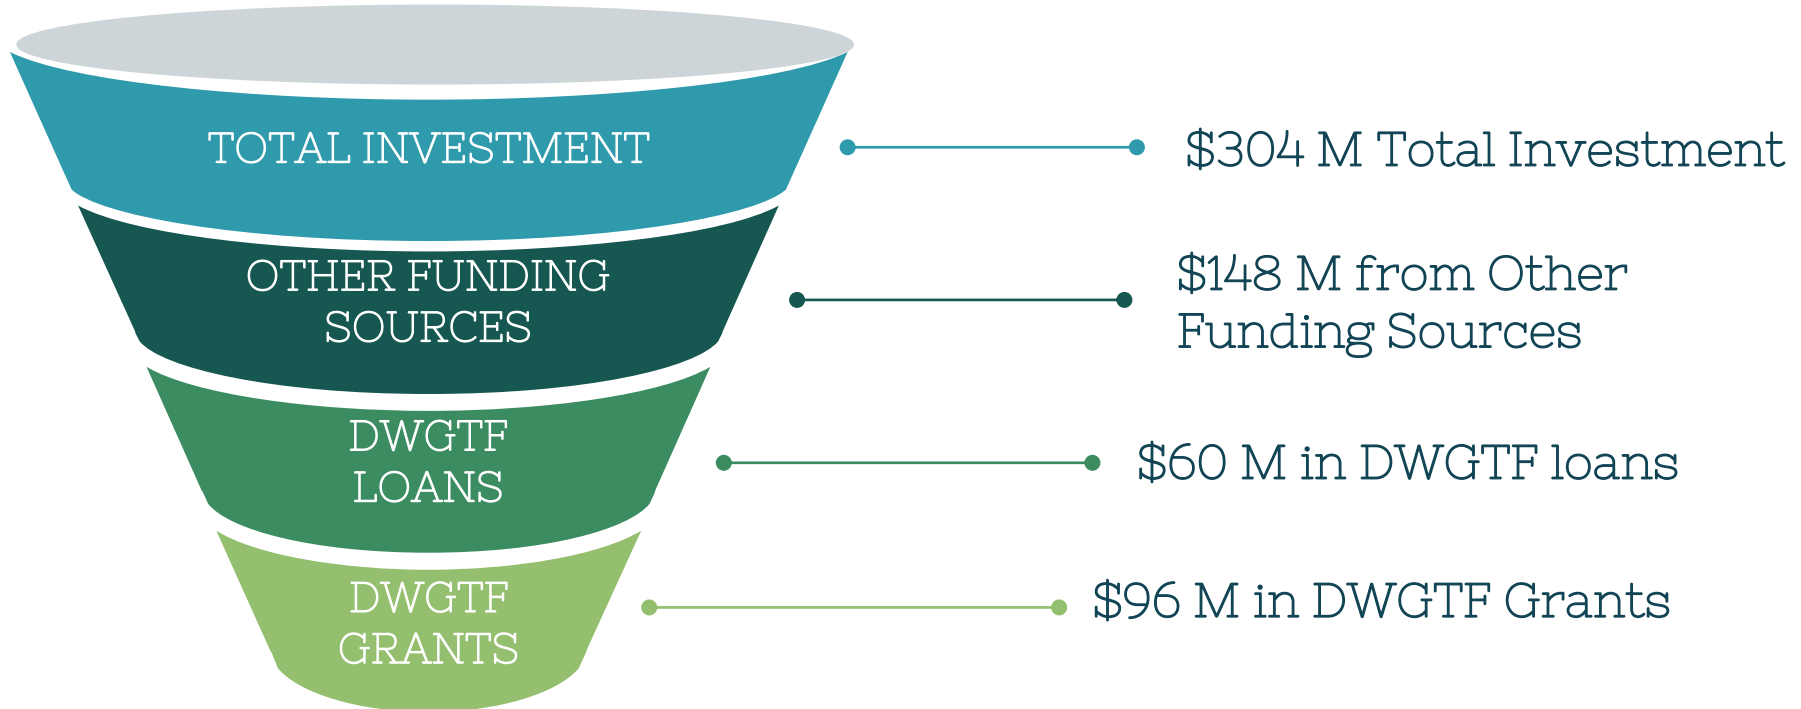 TOTAL INVESTMENT
$304 M Total Investment
OTHER FUNDING
SOURCES
$148 M from Other
Funding Sources
DWGTF
LOANS
$60 M in DWGTF loans
DWGTF
GRANTS
$96 M in DWGTF Grants